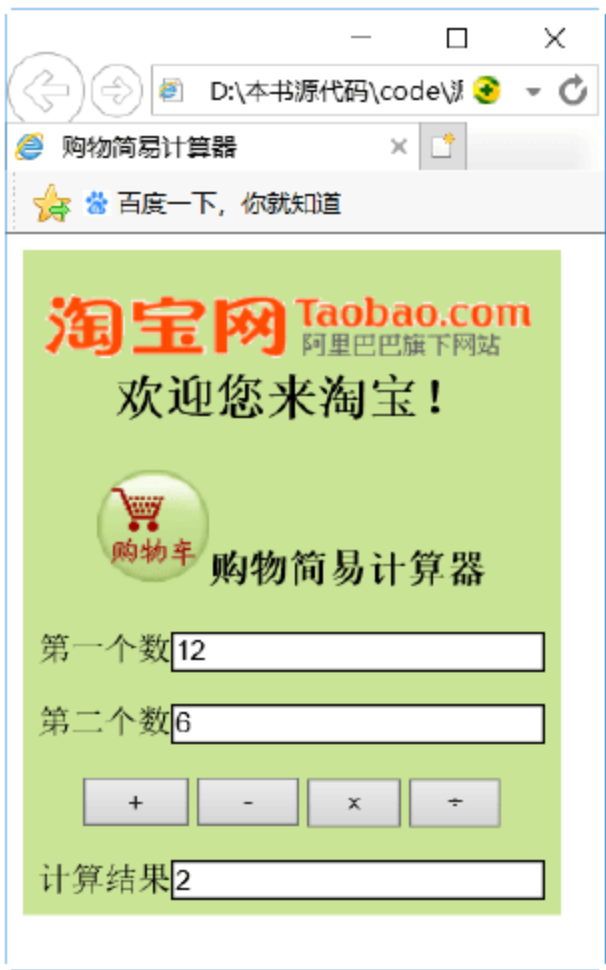 D:\本书源代码\code\
购物简易计算器
百度一下，你就知道
淘宝网 Taobao.com
阿里巴巴旗下网站
欢迎您来淘宝！
购物车
购物简易计算器
第一个数 12
第二个数 6
+ - x ÷
计算结果 2